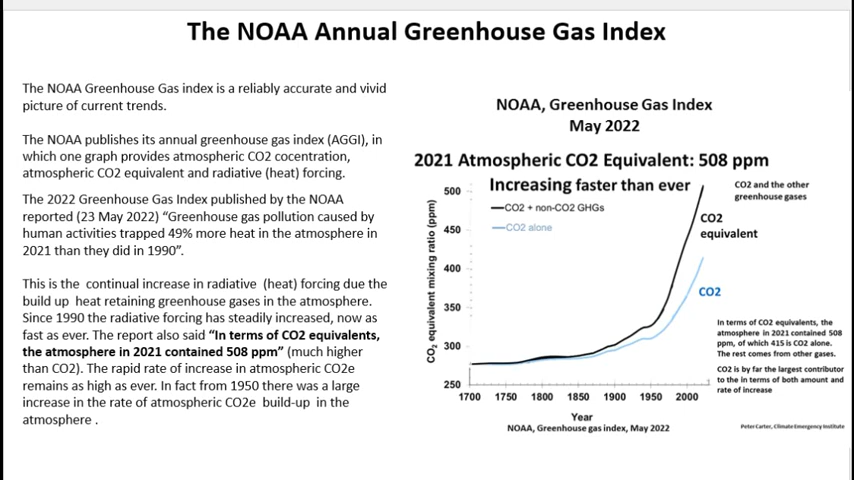 The NOAA Annual Greenhouse Gas Index
The NOAA Greenhouse Gas index is a reliably accurate and vivid
picture of current trends.
The NOAA publishes its annual greenhouse gas index (AGGI), in
which one graph provides atmospheric CO2 cocentration,
atmospheric CO2 equivalent and radiative (heat) forcing.
The 2022 Greenhouse Gas Index published by the NOAA
reported (23 May 2022) “Greenhouse gas pollution caused by
human activities trapped 49% more heat in the atmosphere in
2021 than they did in 1990”.
This is the continual increase in radiative (heat) forcing due the
build up heat retaining greenhouse gases in the atmosphere.
Since 1990 the radiative forcing has steadily increased, now as
fast as ever. The report also said “In terms of CO2 equivalents,
the atmosphere in 2021 contained 508 ppm” (much higher
than CO2). The rapid rate of increase in atmospheric CO2e
remains as high as ever. In fact from 1950 there was a large
increase in the rate of atmospheric CO2e build-up in the
atmosphere .
NOAA, Greenhouse Gas Index
May 2022
2021 Atmospheric CO2 Equivalent: 508 ppm
Increasing faster than ever
CO2 + non-CO2 GHGs
CO2 alone
CO2 and the other
greenhouse gases
CO2
equivalent
CO2
CO₂ equivalent mixing ratio (ppm)
500
450
400
350
300
250
1700 1750 1800 1850 1900 1950 2000
Year
NOAA, Greenhouse gas index, May 2022
In terms of CO2 equivalents, the
atmosphere in 2021 contained 508
ppm, of which 415 is CO2 alone.
The rest comes from other gases.
CO2 is by far the largest contributor
to the in terms of both amount and
rate of increase
Peter Carter, Climate Emergency Institute